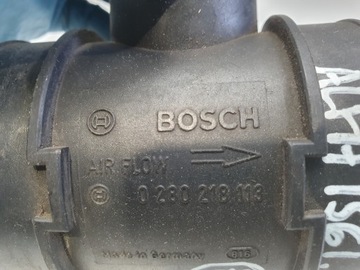 BOSCH
AIR FLOW
0 280 218 113
Made in Germany
ALFA 156